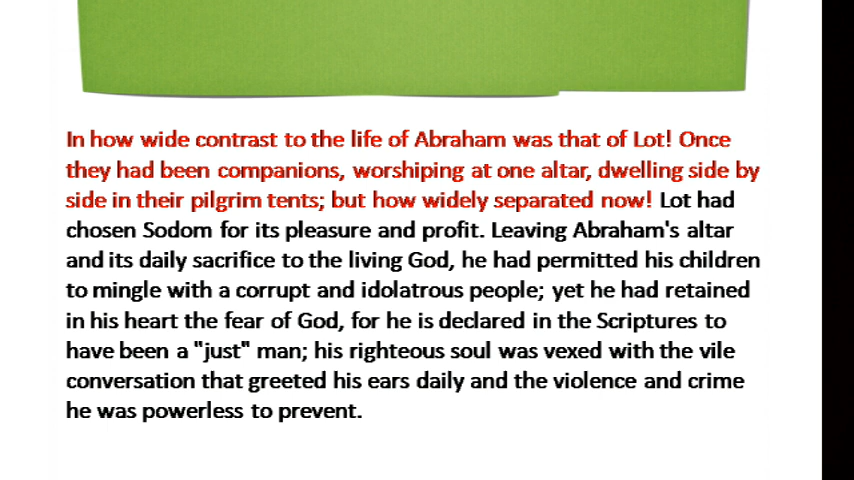 In how wide contrast to the life of Abraham was that of Lot! Once
they had been companions, worshiping at one altar, dwelling side by
side in their pilgrim tents; but how widely separated now! Lot had
chosen Sodom for its pleasure and profit. Leaving Abraham's altar
and its daily sacrifice to the living God, he had permitted his children
to mingle with a corrupt and idolatrous people; yet he had retained
in his heart the fear of God, for he is declared in the Scriptures to
have been a "just" man; his righteous soul was vexed with the vile
conversation that greeted his ears daily and the violence and crime
he was powerless to prevent.